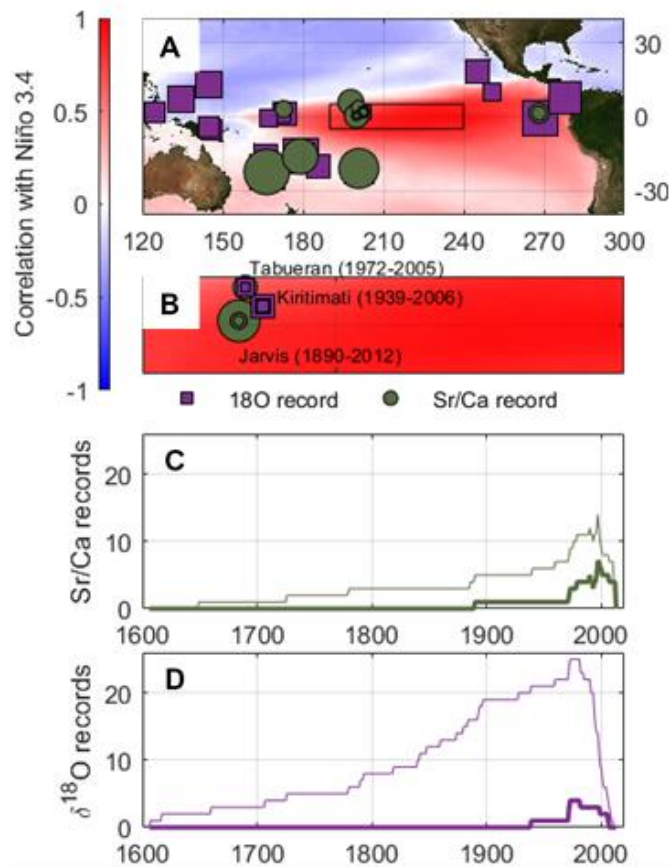 Correlation with Niño 3.4
1
0.5
0
-0.5
-1
A
30
0
-30
120 150 180 210 240 270 300
Tabueran (1972-2005)
B
Kiritimati (1939-2006)
Jarvis (1890-2012)
18O record
Sr/Ca record
C
Sr/Ca records
20
10
0
1600 1700 1800 1900 2000
D
δ18O records
20
10
0
1600 1700 1800 1900 2000